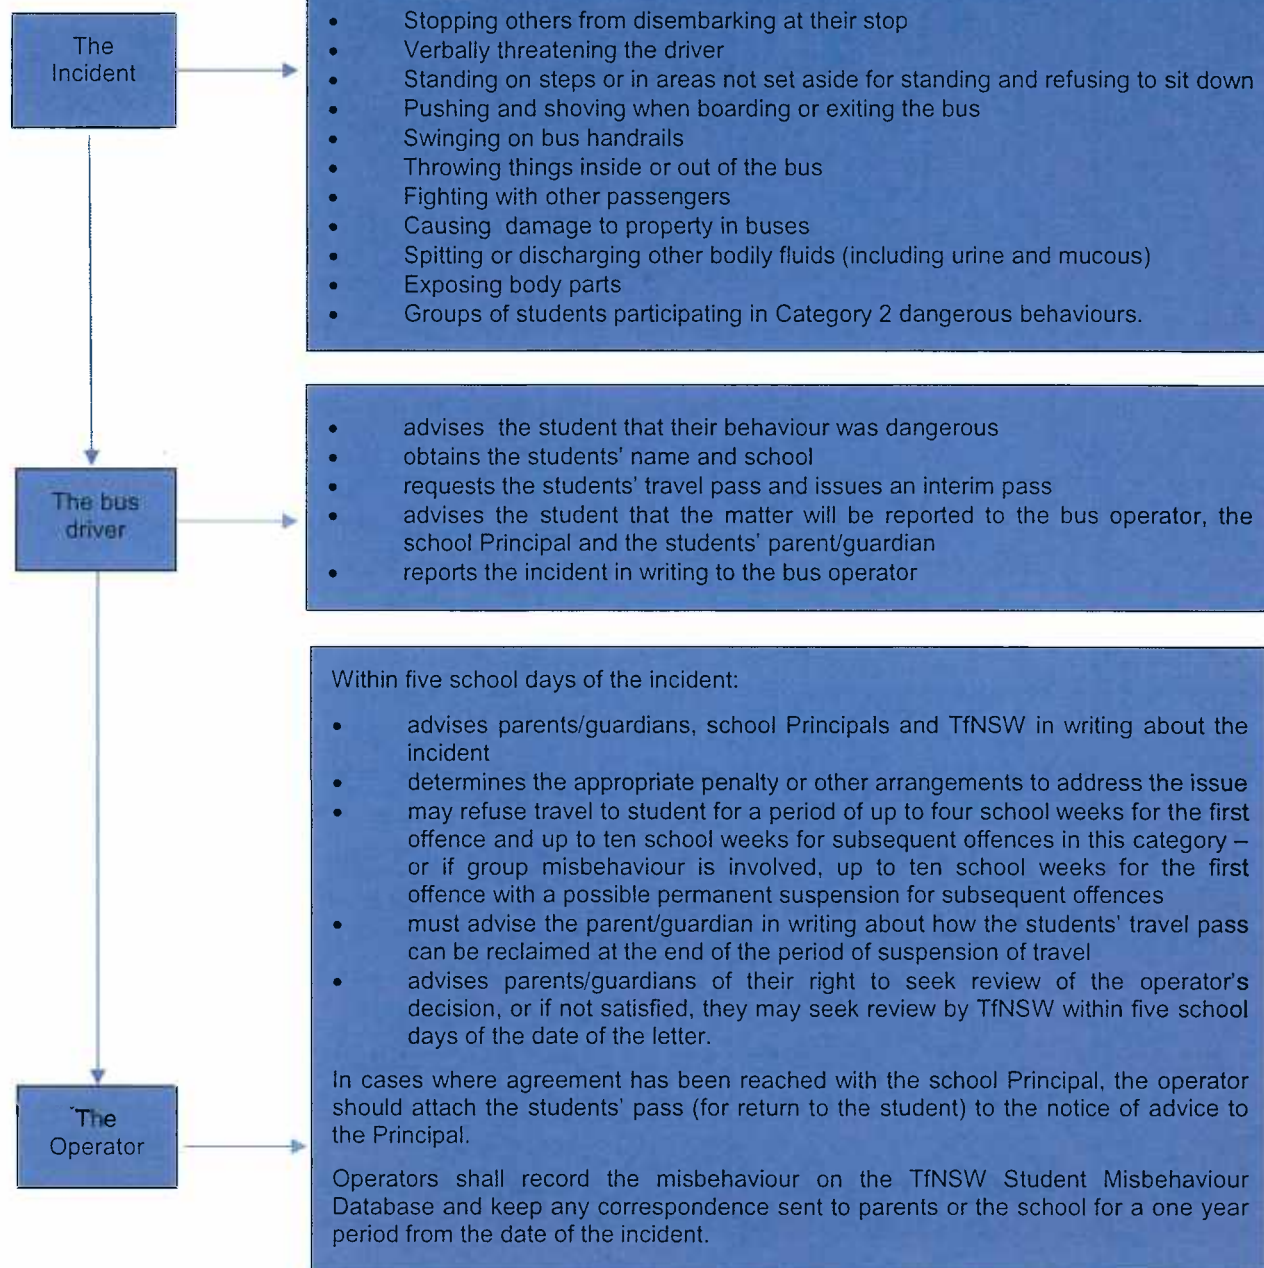 The
Incident
• Stopping others from disembarking at their stop
• Verbally threatening the driver
• Standing on steps or in areas not set aside for standing and refusing to sit down
• Pushing and shoving when boarding or exiting the bus
• Swinging on bus handrails
• Throwing things inside or out of the bus
• Fighting with other passengers
• Causing damage to property in buses
• Spitting or discharging other bodily fluids (including urine and mucous)
• Exposing body parts
• Groups of students participating in Category 2 dangerous behaviours.
The bus
driver
• advises the student that their behaviour was dangerous
• obtains the students' name and school
• requests the students' travel pass and issues an interim pass
• advises the student that the matter will be reported to the bus operator, the
school Principal and the students' parent/guardian
• reports the incident in writing to the bus operator
The
Operator
Within five school days of the incident:
• advises parents/guardians, school Principals and TfNSW in writing about the
incident
• determines the appropriate penalty or other arrangements to address the issue
• may refuse travel to student for a period of up to four school weeks for the first
offence and up to ten school weeks for subsequent offences in this category –
or if group misbehaviour is involved, up to ten school weeks for the first
offence with a possible permanent suspension for subsequent offences
• must advise the parent/guardian in writing about how the students' travel pass
can be reclaimed at the end of the period of suspension of travel
• advises parents/guardians of their right to seek review of the operator's
decision, or if not satisfied, they may seek review by TfNSW within five school
days of the date of the letter.
In cases where agreement has been reached with the school Principal, the operator
should attach the students' pass (for return to the student) to the notice of advice to
the Principal.
Operators shall record the misbehaviour on the TfNSW Student Misbehaviour
Database and keep any correspondence sent to parents or the school for a one year
period from the date of the incident.